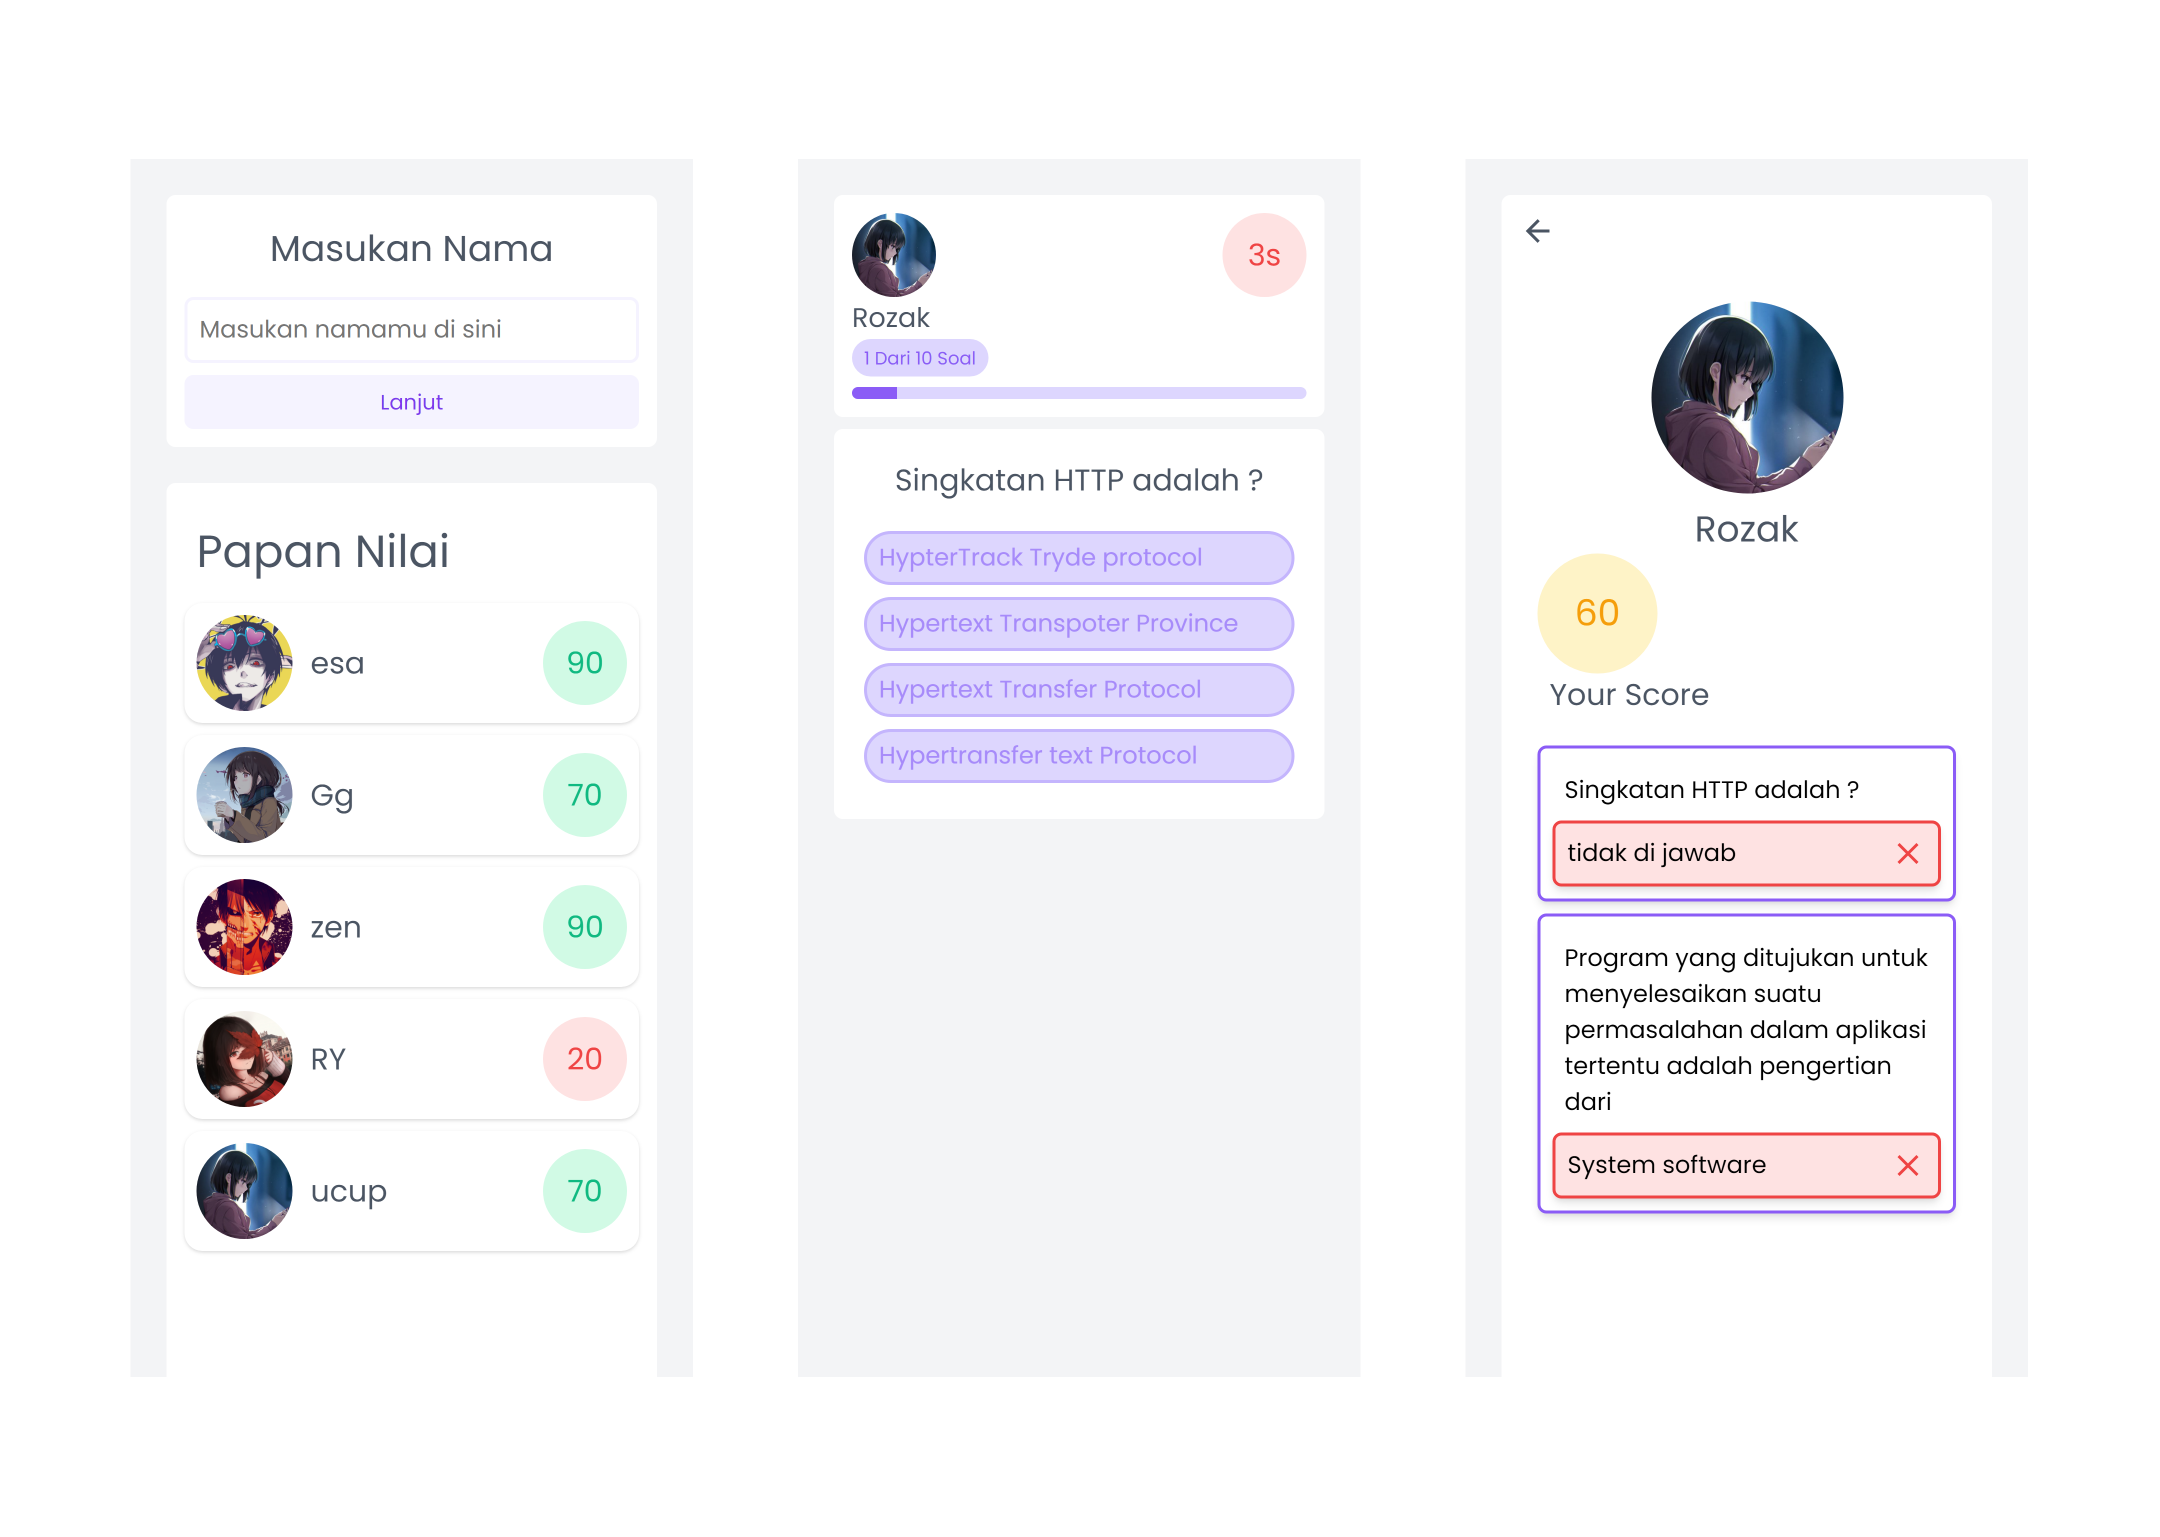 Masukan Nama
Masukan namamu di sini
Lanjut
Papan Nilai
esa
90
Gg
70
zen
90
RY
20
ucup
70
3s
Rozak
1 Dari 10 Soal
Singkatan HTTP adalah ?
HypterTrack Tryde protocol
Hypertext Transpoter Province
Hypertext Transfer Protocol
Hypertransfer text Protocol
Rozak
60
Your Score
Singkatan HTTP adalah ?
tidak di jawab
Program yang ditujukan untuk
menyelesaikan suatu
permasalahan dalam aplikasi
tertentu adalah pengertian
dari
System software